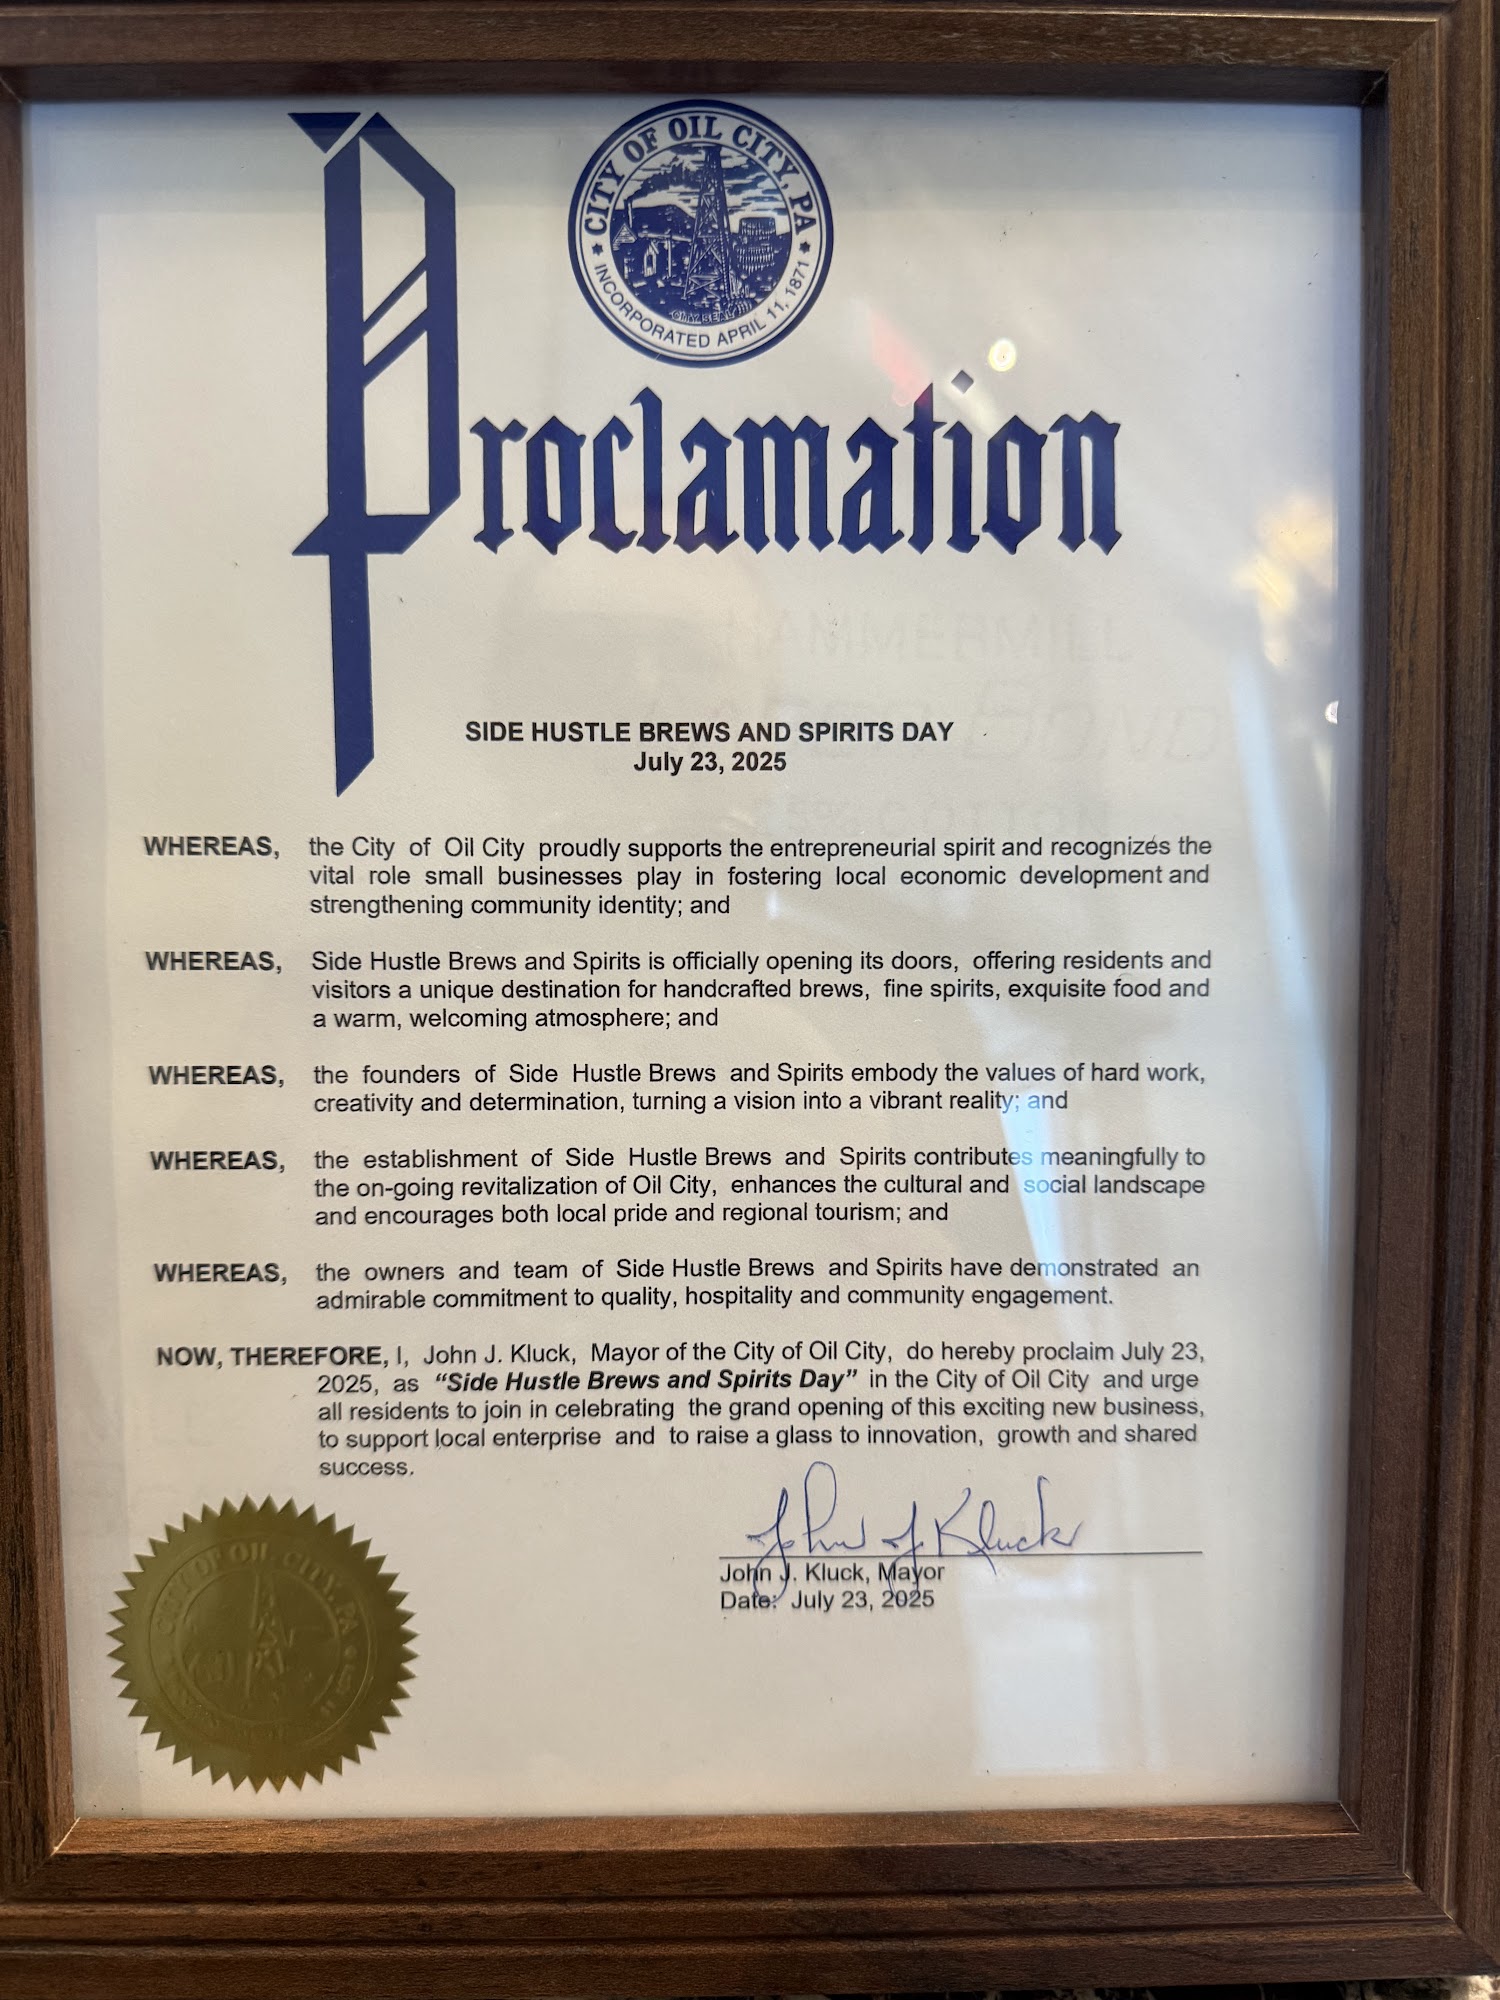 CITY OF OIL CITY, PA
INCORPORATED APRIL 11, 1871
CITY SEAL
Proclamation
HAMMERMILL
BOND
SIDE HUSTLE BREWS AND SPIRITS DAY
July 23, 2025
WHEREAS, the City of Oil City proudly supports the entrepreneurial spirit and recognizes the
vital role small businesses play in fostering local economic development and
strengthening community identity; and
WHEREAS, Side Hustle Brews and Spirits is officially opening its doors, offering residents and
visitors a unique destination for handcrafted brews, fine spirits, exquisite food and
a warm, welcoming atmosphere; and
WHEREAS, the founders of Side Hustle Brews and Spirits embody the values of hard work,
creativity and determination, turning a vision into a vibrant reality; and
WHEREAS, the establishment of Side Hustle Brews and Spirits contributes meaningfully to
the on-going revitalization of Oil City, enhances the cultural and social landscape
and encourages both local pride and regional tourism; and
WHEREAS, the owners and team of Side Hustle Brews and Spirits have demonstrated an
admirable commitment to quality, hospitality and community engagement.
NOW, THEREFORE, I, John J. Kluck, Mayor of the City of Oil City, do hereby proclaim July 23,
2025, as “Side Hustle Brews and Spirits Day” in the City of Oil City and urge
all residents to join in celebrating the grand opening of this exciting new business,
to support local enterprise and to raise a glass to innovation, growth and shared
success.
John J Kluck
John J. Kluck, Mayor
Date: July 23, 2025
CITY OF OIL CITY, PA